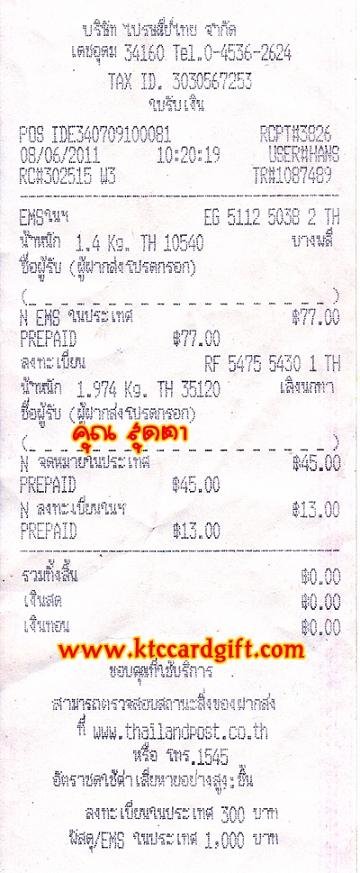 บริษัท ไปรษณีย์ไทย จำกัด
เดชอุดม 34160 Tel.0-4536-2624
TAX ID. 3030567253
ใบรับเงิน
POS IDE340709100081 RCPT#3826
08/06/2011 10:20:19 USER#HANS
RC#302515 W3 TR#1087489
EMSในฯ EG 5112 5038 2 TH
น้ำหนัก 1.4 Kg. TH 10540 บางพลี
ชื่อผู้รับ (ผู้ฝากส่งโปรดกรอก)
(_ _ _ _ _ _ _ _ _ _ _ _ _ _ _ _)
N EMS ในประเทศ ฿77.00
PREPAID ฿77.00
ลงทะเบียน RF 5475 5430 1 TH
น้ำหนัก 1.974 Kg. TH 35120 เลิงนกทา
ชื่อผู้รับ (ผู้ฝากส่งโปรดกรอก)
คุณ สุดตา
N จดหมายในประเทศ ฿45.00
PREPAID ฿45.00
N ลงทะเบียนในฯ ฿13.00
PREPAID ฿13.00
รวมทั้งสิ้น ฿0.00
เงินสด ฿0.00
เงินทอน ฿0.00
www.ktccardgift.com
ขอบคุณที่ใช้บริการ
สามารถตรวจสอบสถานะสิ่งของฝากส่ง
ที่ www.thailandpost.co.th
หรือ โทร.1545
อัตราชดใช้ค่าเสียหายอย่างสูง:ชิ้น
ลงทะเบียนในประเทศ 300 บาท
พัสดุ/EMS ในประเทศ 1,000 บาท